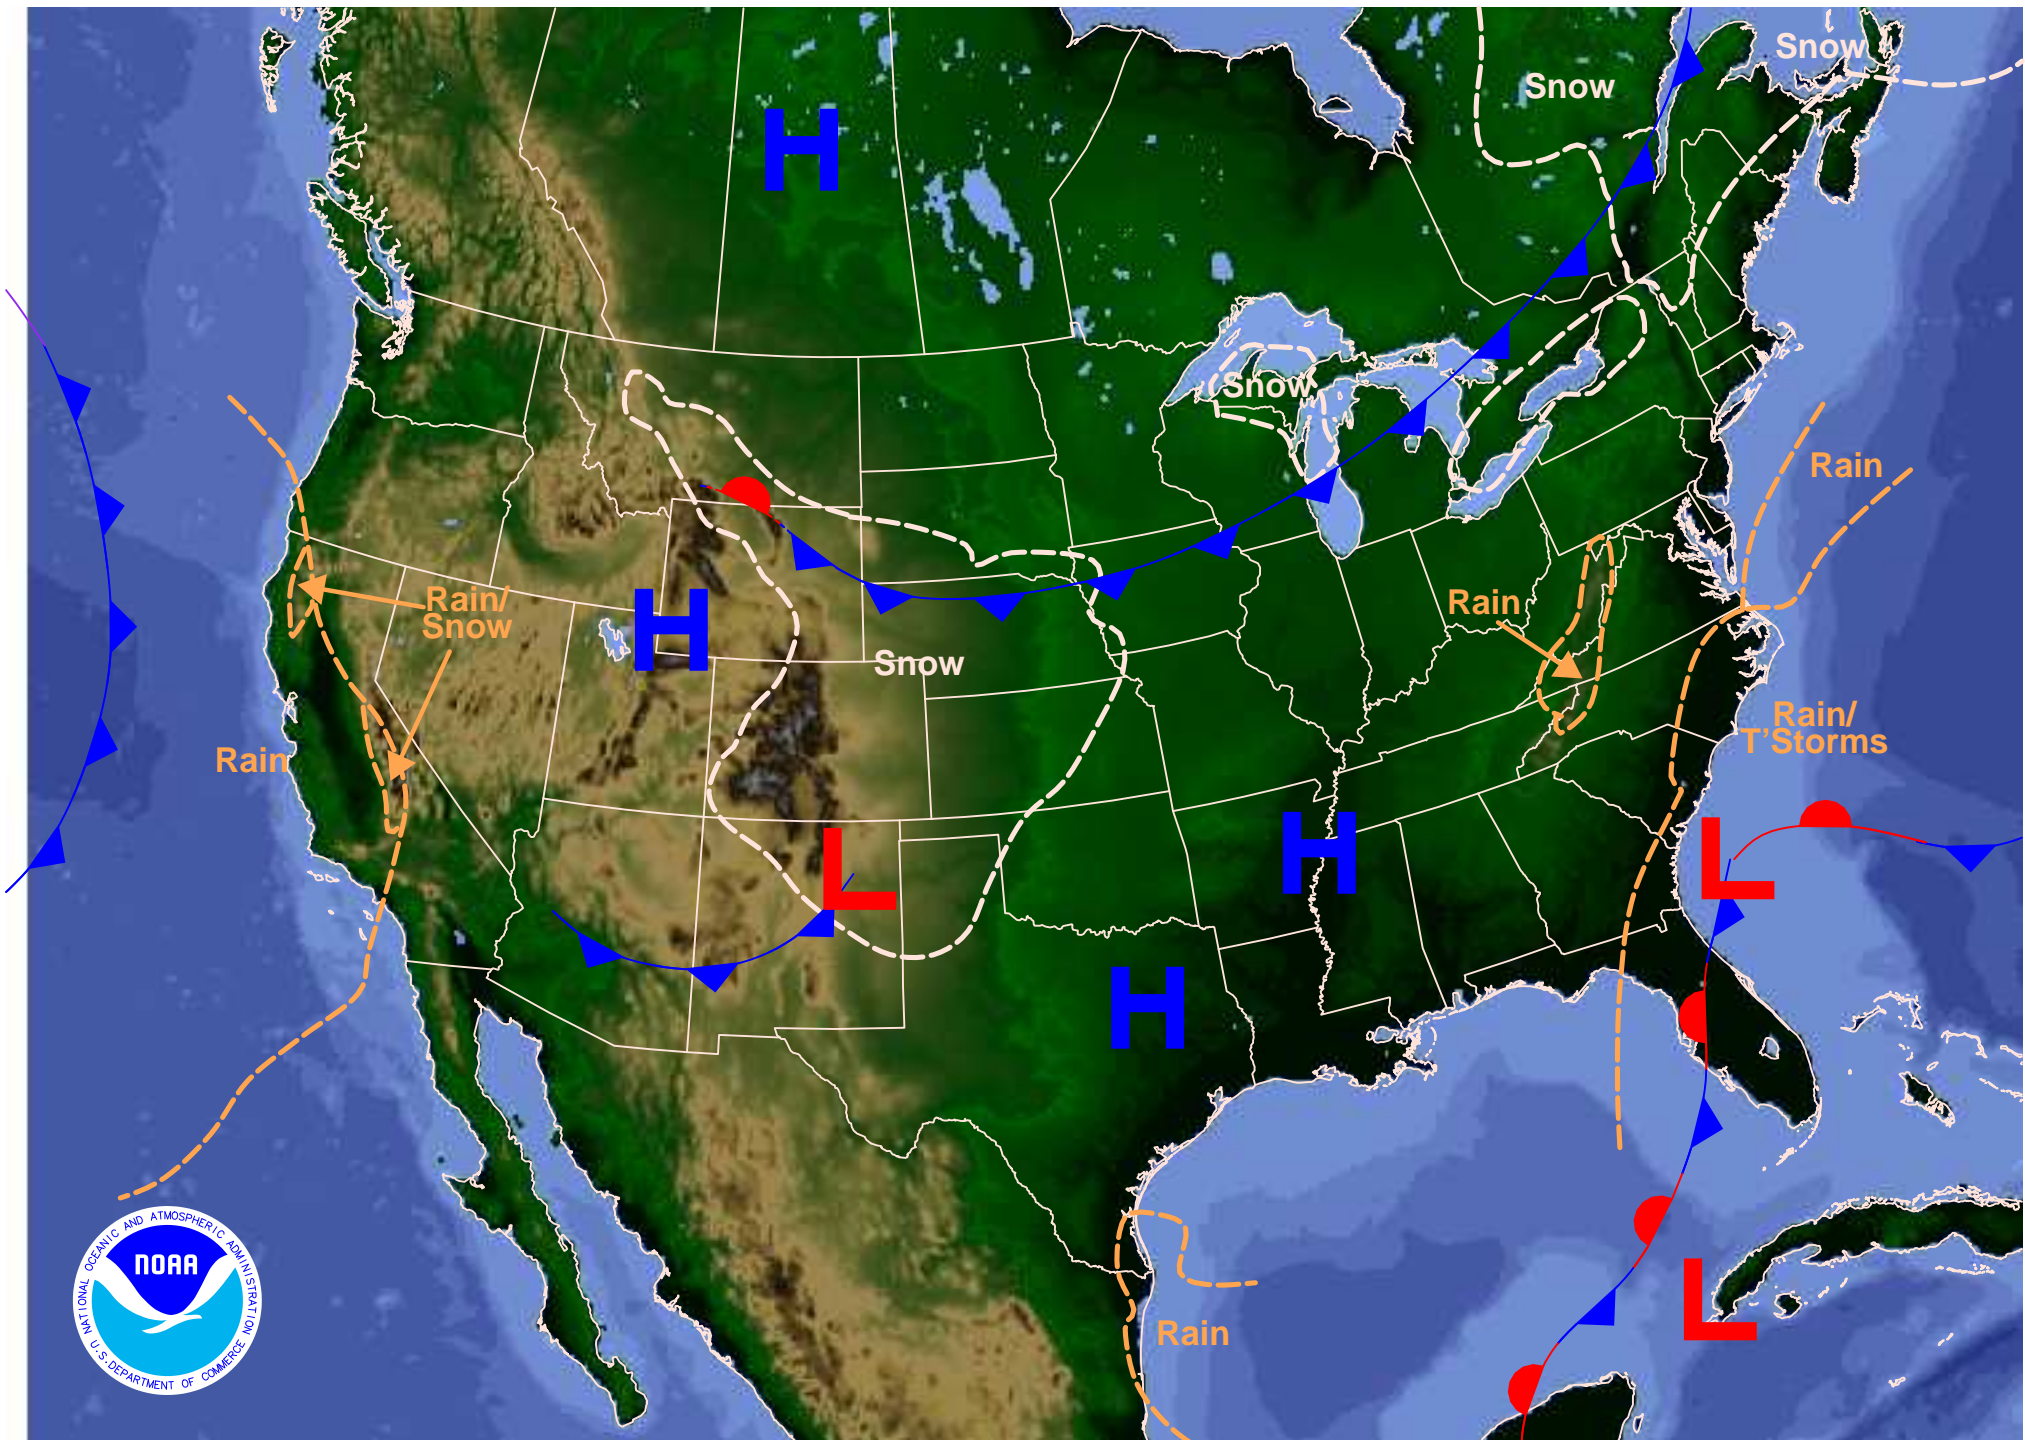 Snow
Snow
H
Snow
Rain
Rain/
Snow
H
Rain
Snow
Rain/
T'Storms
Rain
H
L
L
H
L
Rain
NATIONAL OCEANIC AND ATMOSPHERIC ADMINISTRATION
NOAA
U.S. DEPARTMENT OF COMMERCE